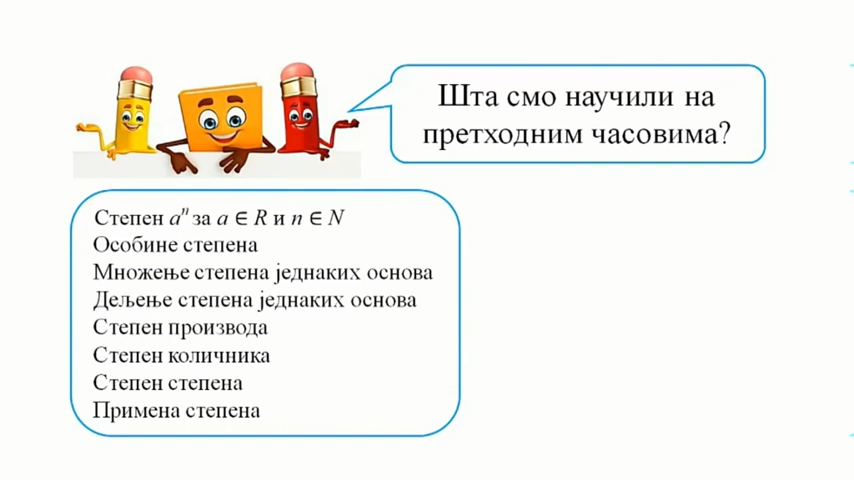 Шта смо научили на
претходним часовима?
Степен aⁿ за a ∈ R и n ∈ N
Особине степена
Множење степена једнаких основа
Дељење степена једнаких основа
Степен производа
Степен количника
Степен степена
Примена степена